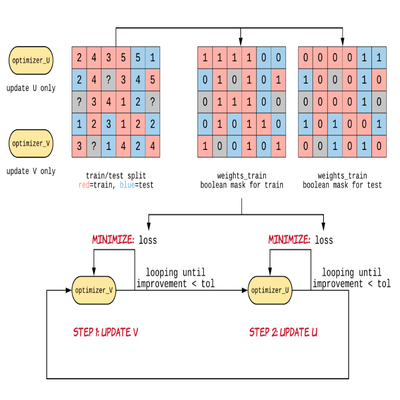 optimizer_U
update U only
optimizer_V
update V only
2 4 3 5 5 1
2 4 ? 3 4 5
? 3 4 1 2 ?
1 2 3 1 2 2
3 ? 1 4 2 4
train/test split
red=train, blue=test
1 1 1 1 0 0
0 1 0 1 0 1
0 1 1 1 0 0
0 1 0 1 1 0
1 0 0 1 0 1
weights_train
boolean mask for train
0 0 0 0 1 1
1 0 0 0 1 0
0 0 0 0 1 0
1 0 1 0 0 1
0 0 1 0 1 0
weights_train
boolean mask for test
MINIMIZE: loss
optimizer_V
looping until
improvement < tol
STEP 1: UPDATE V
MINIMIZE: loss
optimizer_U
looping until
improvement < tol
STEP 2: UPDATE U